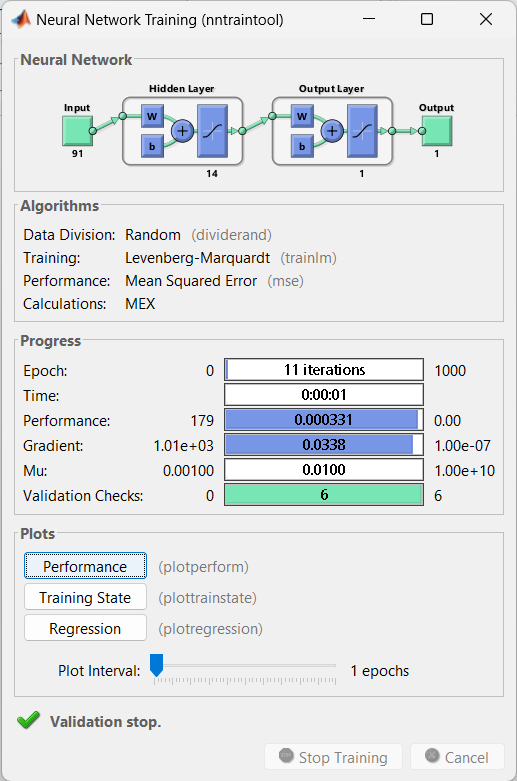 Neural Network Training (nntraintool)
Neural Network
Hidden Layer
Output Layer
Input
Output
W
W
b
b
91
14
1
1
Algorithms
Data Division: Random (dividerand)
Training: Levenberg-Marquardt (trainlm)
Performance: Mean Squared Error (mse)
Calculations: MEX
Progress
Epoch: 0 11 iterations 1000
Time: 0:00:01
Performance: 179 0.000331 0.00
Gradient: 1.01e+03 0.0338 1.00e-07
Mu: 0.00100 0.0100 1.00e+10
Validation Checks: 0 6 6
Plots
Performance (plotperform)
Training State (plottrainstate)
Regression (plotregression)
Plot Interval: 1 epochs
Validation stop.
Stop Training Cancel